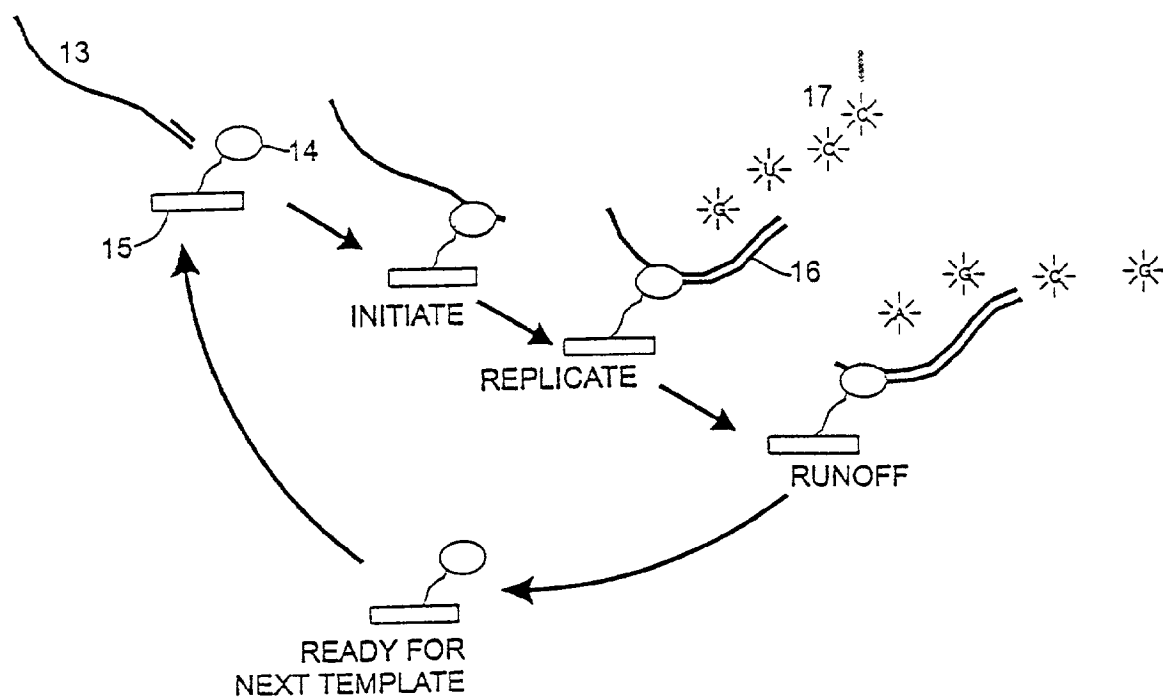 13
17
C
14
C
U
G
15
16
G
C
G
A
INITIATE
REPLICATE
RUNOFF
READY FOR
NEXT TEMPLATE